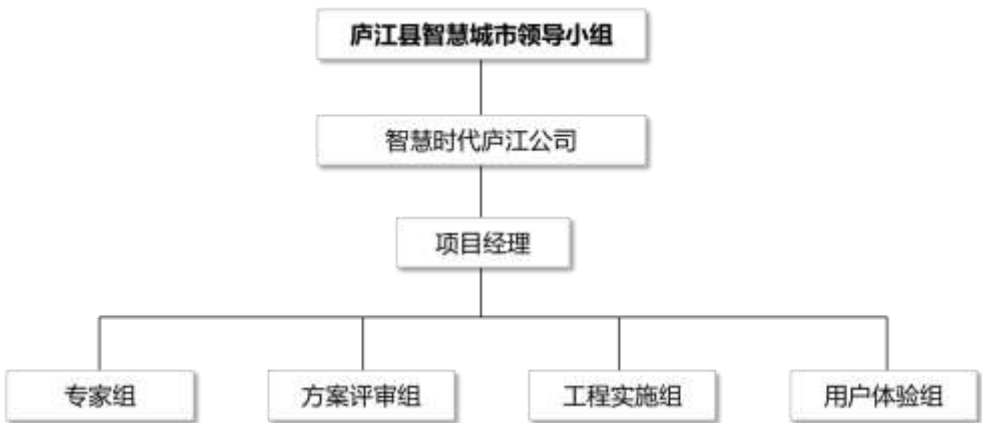 庐江县智慧城市领导小组
智慧时代庐江公司
项目经理
专家组
方案评审组
工程实施组
用户体验组